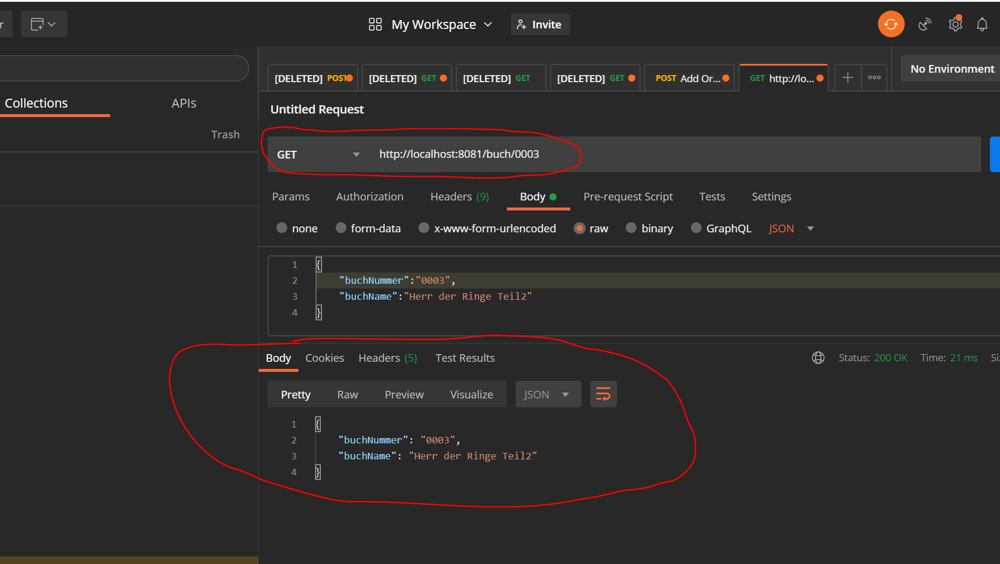 r
My Workspace
Invite
Collections
APIs
Trash
[DELETED] POST
[DELETED] GET
[DELETED] GET
[DELETED] GET
POST Add Or...
GET http://lo...
No Environment
Untitled Request
GET http://localhost:8081/buch/0003
Params Authorization Headers (9) Body Pre-request Script Tests Settings
none form-data x-www-form-urlencoded raw binary GraphQL JSON
1 {
2 "buchNummer":"0003",
3 "buchName":"Herr der Ringe Teil2"
4 }
Body Cookies Headers (5) Test Results Status: 200 OK Time: 21 ms Si
Pretty Raw Preview Visualize JSON
1 {
2 "buchNummer": "0003",
3 "buchName": "Herr der Ringe Teil2"
4 }